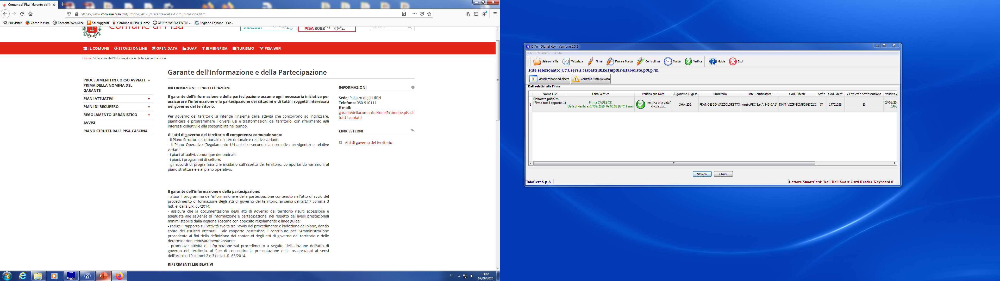 Comune di Pisa | Garante dell'I
https://www.comune.pisa.it/it/ufficio/24826/Garante-della-Comunicazione.html
Più visitati
Come iniziare
Raccolta Web Slice
Siti suggeriti
Comune di Pisa | Home
XEROX WORKCENTRE ...
Regione Toscana - Car...
Comune di Pisa
INTERCOMUNALE
PISA 2022
DELLA
CULTURA
Cerca...
IL COMUNE
SERVIZI ONLINE
OPEN DATA
SUAP
BIMBINPISA
TURISMO
PISA WIFI
Home > Garante dell'Informazione e della Partecipazione
PROCEDIMENTI IN CORSO AVVIATI
PRIMA DELLA NOMINA DEL
GARANTE
PIANI ATTUATIVI
PIANI DI RECUPERO
REGOLAMENTO URBANISTICO
AVVISI
PIANO STRUTTURALE PISA-CASCINA
Garante dell'Informazione e della Partecipazione
INFORMAZIONE E PARTECIPAZIONE
Il garante dell'informazione e della partecipazione assume ogni necessaria iniziativa per
assicurare l'informazione e la partecipazione dei cittadini e di tutti i soggetti interessati
nel governo del territorio.
Per governo del territorio si intende l'insieme delle attività che concorrono ad indirizzare,
pianificare e programmare i diversi usi e trasformazioni del territorio, con riferimento agli
interessi collettivi e alla sostenibilità nel tempo.
Gli atti di governo del territorio di competenza comunale sono:
- il Piano Strutturale comunale o intercomunale e relative varianti;
- il Piano Operativo (Regolamento Urbanistico secondo la normativa previgente) e relative
varianti;
- i piani attuativi, comunque denominati;
- i piani, i programmi di settore;
- gli accordi di programma che incidano sull'assetto del territorio, comportando variazioni al
piano strutturale e al piano operativo.
Il garante dell'informazione e della partecipazione:
- attua il programma dell'informazione e della partecipazione contenuto nell'atto di avvio del
procedimento di formazione degli atti di governo del territorio, ai sensi dell'art.17 comma 3
lett. e) della L.R. 65/2014;
- assicura che la documentazione degli atti di governo del territorio risulti accessibile e
adeguata alle esigenze di informazione e partecipazione, nel rispetto dei livelli prestazionali
minimi stabiliti dalla Regione Toscana con apposito regolamento e linee guida;
- redige il rapporto sull'attività svolta tra l'avvio del procedimento e l'adozione del piano, dando
conto dei risultati ottenuti. Tale rapporto costituisce il contributo per l'Amministrazione
procedente ai fini della definizione dei contenuti degli atti di governo del territorio e delle
determinazioni motivatamente assunte;
- promuove attività di informazione sul procedimento a seguito dell'adozione dell'atto di
governo del territorio, al fine di consentire la presentazione delle osservazioni ai sensi
dell'articolo 19 commi 2 e 3 della L.R. 65/2014.
RIFERIMENTI LEGISLATIVI
INFORMAZIONI
Sede: Palazzo degli Uffizi
Telefono: 050-910111
E-mail:
garantedellacomunicazione@comune.pisa.it
tutti i contatti
LINK ESTERNI
Atti di governo del territorio
Maggioli
IT
11:45
07/09/2020
DiKe - Digital Key - Versione 5.5.2
File Strumenti Aiuto
Seleziona file
Visualizza
Firma
Firma e Marca
Controfirma
Marca
Verifica
Guida
Esci
File selezionato: C:\Users\s.ciabatti\dikeTmpdir\Elaborato.pdf.p7m
Visualizzazione ad albero
Controlla Stato Revoca
Dati relativi alla Firma
Nome File
Esito Verifica
Verifica alla Data
Algoritmo Digest
Firmatario
Ente Certificatore
Cod. Fiscale
Stato
Cod. Ident.
Certificato Sottoscrizione
Validità C
1
Elaborato.pdf.p7m
(Firme totali apposte: 1)
Firma CADES OK
Data di verifica: 07/09/2020 09.00.01 (UTC Time)
verifica alla data?
clicca qui...
SHA-256
FRANCESCO VAZZOLORETTO
ArubaPEC S.p.A. NG CA 3
TINIT-VZZFNC79B08G702C
IT
17761033
SI
03/01/20
(UTC
Stampa
Chiudi
InfoCert S.p.A.
Lettore SmartCard: Dell Dell Smart Card Reader Keyboard 0